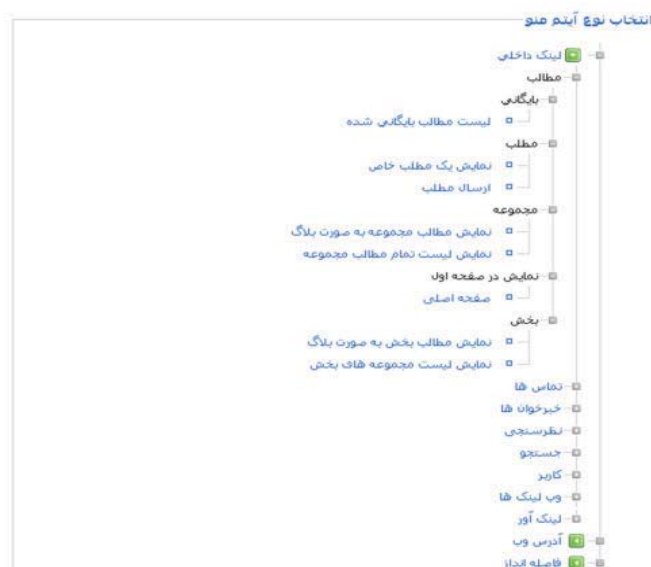 انتخاب نوع آیتم منو
لینک داخلی
مطالب
بایگانی
لیست مطالب بایگانی شده
مطلب
نمایش یک مطلب خاص
ارسال مطلب
مجموعه
نمایش مطالب مجموعه به صورت بلاگ
نمایش لیست تمام مطالب مجموعه
نمایش در صفحه اول
صفحه اصلی
بخش
نمایش مطالب بخش به صورت بلاگ
نمایش لیست مجموعه های بخش
تماس ها
خبرخوان ها
نظرسنجی
جستجو
کاربر
وب لینک ها
لینک آور
آدرس وب
فاصله انداز